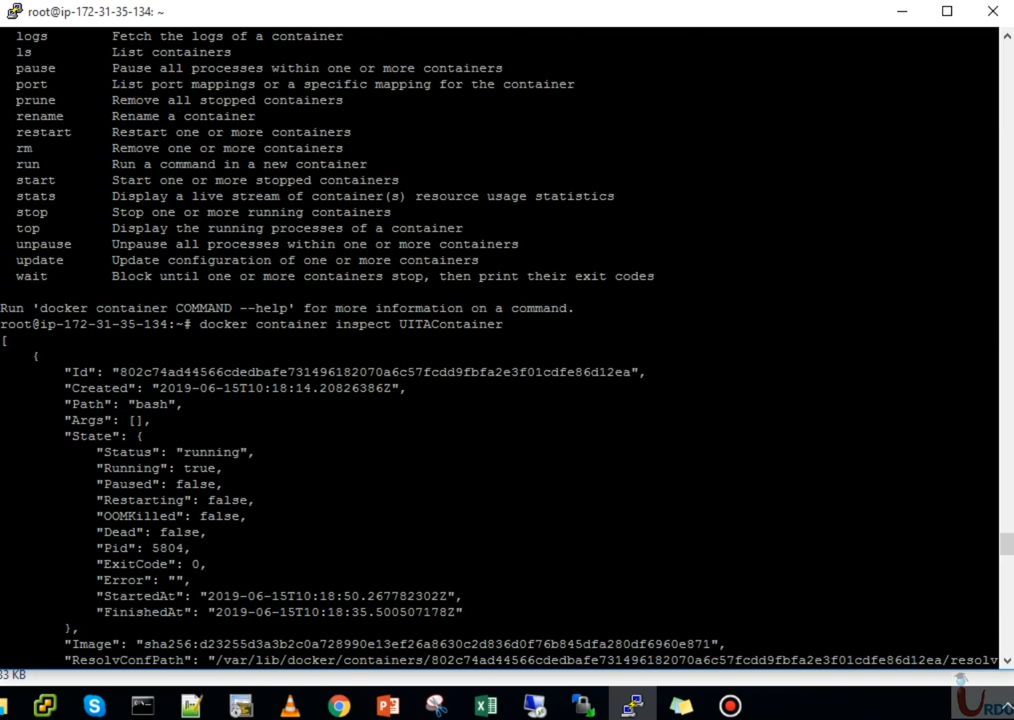 root@ip-172-31-35-134: ~
logs Fetch the logs of a container
ls List containers
pause Pause all processes within one or more containers
port List port mappings or a specific mapping for the container
prune Remove all stopped containers
rename Rename a container
restart Restart one or more containers
rm Remove one or more containers
run Run a command in a new container
start Start one or more stopped containers
stats Display a live stream of container(s) resource usage statistics
stop Stop one or more running containers
top Display the running processes of a container
unpause Unpause all processes within one or more containers
update Update configuration of one or more containers
wait Block until one or more containers stop, then print their exit codes
Run 'docker container COMMAND --help' for more information on a command.
root@ip-172-31-35-134:~# docker container inspect UITAContainer
[
{
"Id": "802c74ad44566cdedbafe731496182070a6c57fcdd9fbfa2e3f01cdfe86d12ea",
"Created": "2019-06-15T10:18:14.20826386Z",
"Path": "bash",
"Args": [],
"State": {
"Status": "running",
"Running": true,
"Paused": false,
"Restarting": false,
"OOMKilled": false,
"Dead": false,
"Pid": 5804,
"ExitCode": 0,
"Error": "",
"StartedAt": "2019-06-15T10:18:50.267782302Z",
"FinishedAt": "2019-06-15T10:18:35.500507178Z"
},
"Image": "sha256:d23255d3a3b2c0a728990e13ef26a8630c2d836d0f76b845dfa280df6960e871",
"ResolvConfPath": "/var/lib/docker/containers/802c74ad44566cdedbafe731496182070a6c57fcdd9fbfa2e3f01cdfe86d12ea/resolv
33 KB
URDU